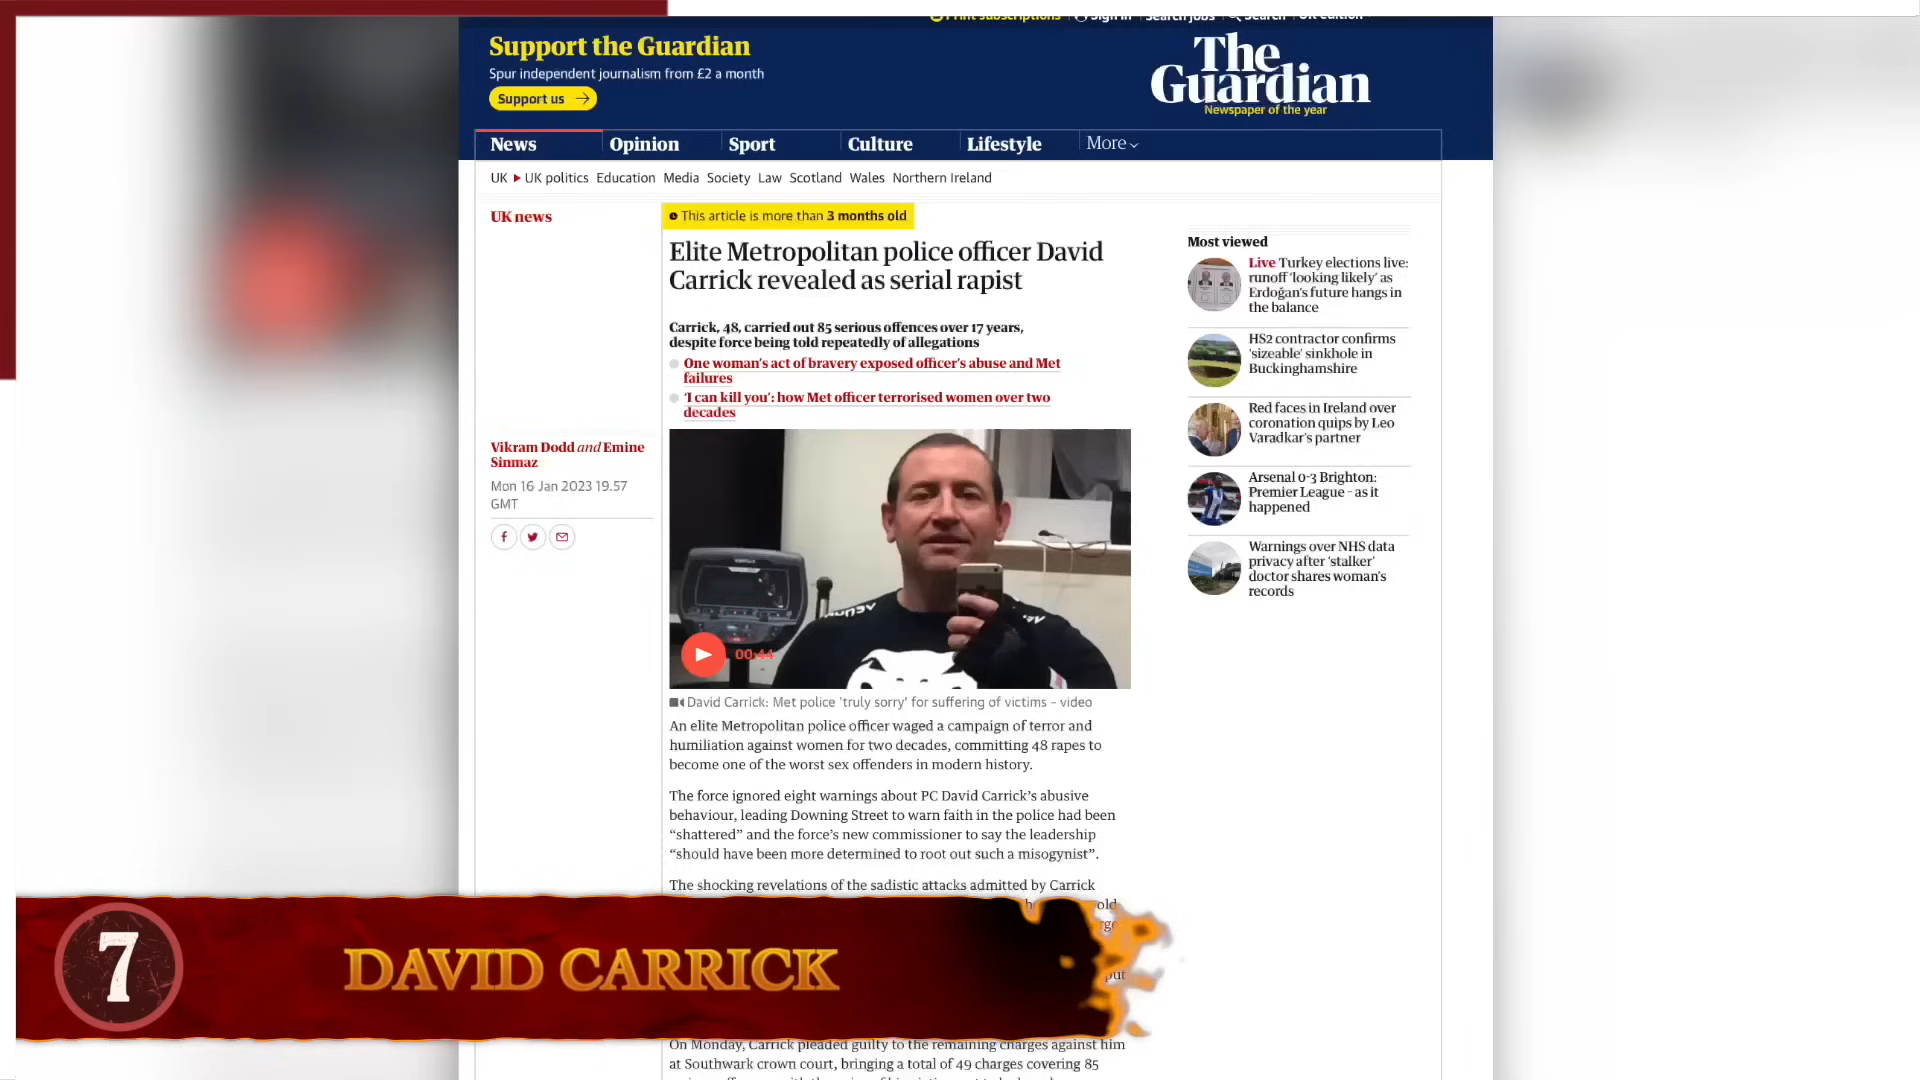 Print subscriptions
Sign in
Search jobs
Search
UK edition
Support the Guardian
Spur independent journalism from £2 a month
Support us
The
Guardian
Newspaper of the year
News
Opinion
Sport
Culture
Lifestyle
More
UK
UK politics
Education
Media
Society
Law
Scotland
Wales
Northern Ireland
UK news
This article is more than 3 months old
Elite Metropolitan police officer David
Carrick revealed as serial rapist
Carrick, 48, carried out 85 serious offences over 17 years,
despite force being told repeatedly of allegations
One woman's act of bravery exposed officer's abuse and Met
failures
'I can kill you': how Met officer terrorised women over two
decades
Vikram Dodd and Emine
Sinmaz
Mon 16 Jan 2023 19.57
GMT
00:44
David Carrick: Met police 'truly sorry' for suffering of victims – video
An elite Metropolitan police officer waged a campaign of terror and
humiliation against women for two decades, committing 48 rapes to
become one of the worst sex offenders in modern history.
The force ignored eight warnings about PC David Carrick's abusive
behaviour, leading Downing Street to warn faith in the police had been
“shattered” and the force's new commissioner to say the leadership
“should have been more determined to root out such a misogynist”.
The shocking revelations of the sadistic attacks admitted by Carrick
old
On Monday, Carrick pleaded guilty to the remaining charges against him
at Southwark crown court, bringing a total of 49 charges covering 85
Most viewed
Live Turkey elections live:
runoff 'looking likely' as
Erdoğan's future hangs in
the balance
HS2 contractor confirms
'sizeable' sinkhole in
Buckinghamshire
Red faces in Ireland over
coronation quips by Leo
Varadkar's partner
Arsenal 0-3 Brighton:
Premier League – as it
happened
Warnings over NHS data
privacy after 'stalker'
doctor shares woman's
records
7
DAVID CARRICK